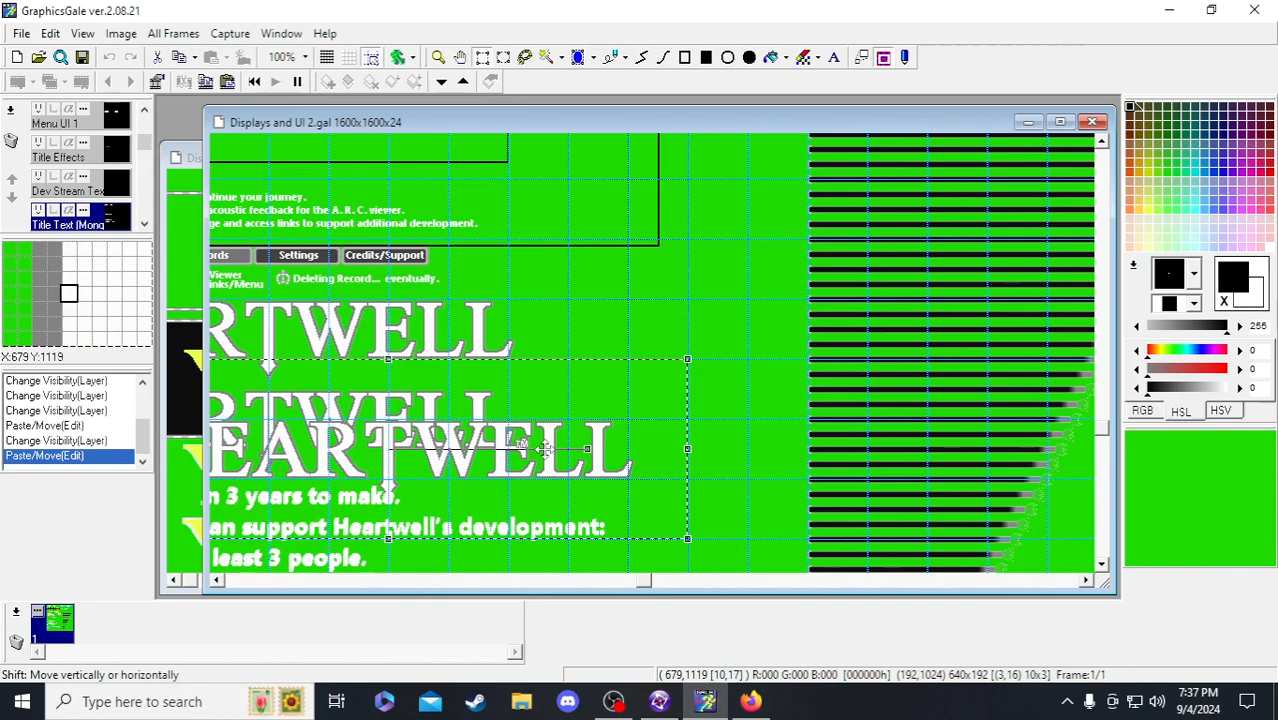 GraphicsGale ver.2.08.21
File Edit View Image All Frames Capture Window Help
100%
Displays and UI 2.gal 1600x1600x24
Menu UI 1
Title Effects
Dev Stream Tex
Title Text [Mong
X:679 Y:1119
Change Visibility(Layer)
Change Visibility(Layer)
Change Visibility(Layer)
Paste/Move(Edit)
Change Visibility(Layer)
Paste/Move(Edit)
ntinue your journey.
acoustic feedback for the A. R. C. viewer.
ge and access links to support additional development.
ords Settings Credits/Support
Viewer
inks/Menu
Deleting Record... eventually.
RTWELL
RTWELL
EARTWELL
TM
n 3 years to make.
an support Heartwell's development:
least 3 people.
X
255
0
0
0
RGB HSL HSV
1
Shift: Move vertically or horizontally
( 679,1119 [10,17] ) R:000 G:000 B:000 [000000h] (192,1024) 640x192 [(3,16) 10x3] Frame:1/1
Type here to search
7:37 PM
9/4/2024